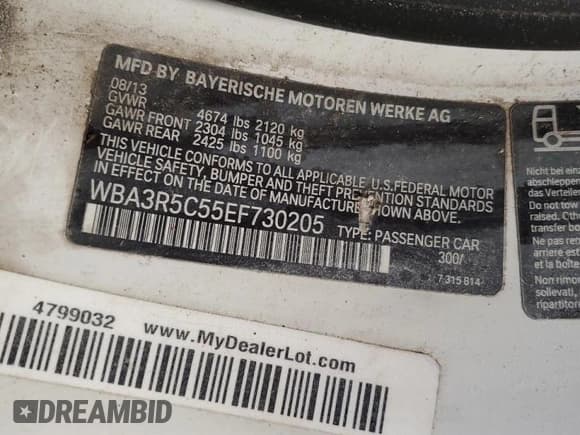 MFD BY BAYERISCHE MOTOREN WERKE AG
08/13
GVWR 4674 lbs 2120 kg
GAWR FRONT 2304 lbs 1045 kg
GAWR REAR 2425 lbs 1100 kg
THIS VEHICLE CONFORMS TO ALL APPLICABLE U.S.FEDERAL MOTOR
VEHICLE SAFETY, BUMPER AND THEFT PREVENTION STANDARDS
IN EFFECT ON THE DATE OF MANUFACTURE SHOWN ABOVE.
WBA3R5C55EF730205 TYPE: PASSENGER CAR
300/
7 315 814
Nicht bei ein
abschleppen
Do not tow
raised. Othe
transfer bo
Ne pas rem
arriere est
et la boît
Non rimor
sollevati,
ripartitore
4799032 www.MyDealerLot.com
DREAMBID